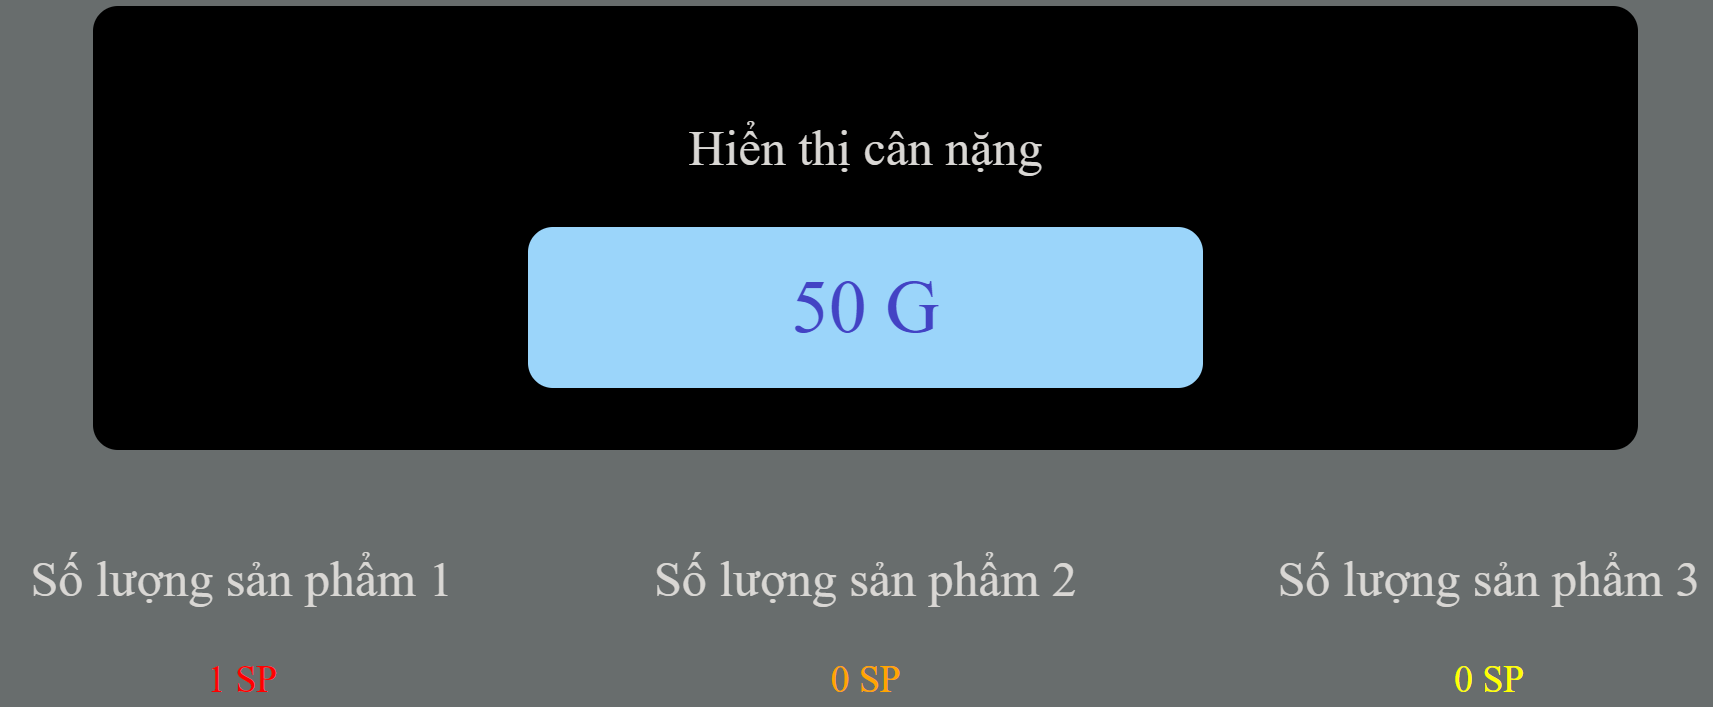 Hiển thị cân nặng
50 G
Số lượng sản phẩm 1
Số lượng sản phẩm 2
Số lượng sản phẩm 3
1 SP
0 SP
0 SP